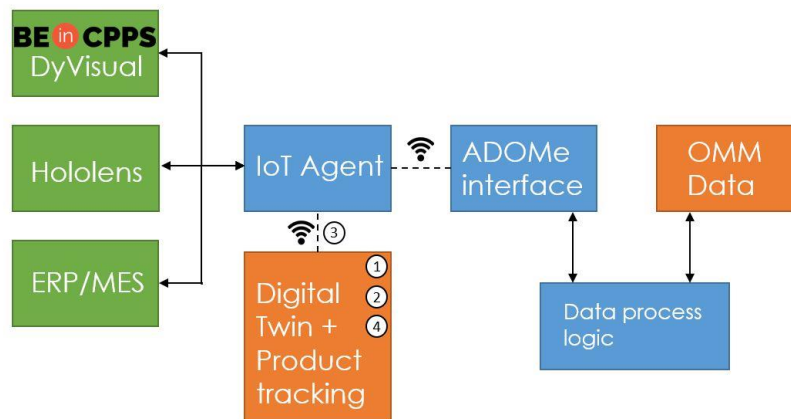 BE in CPPS
DyVisual
Hololens
ERP/MES
IoT Agent
3
1
2
4
Digital
Twin +
Product
tracking
ADOMe
interface
OMM
Data
Data process
logic